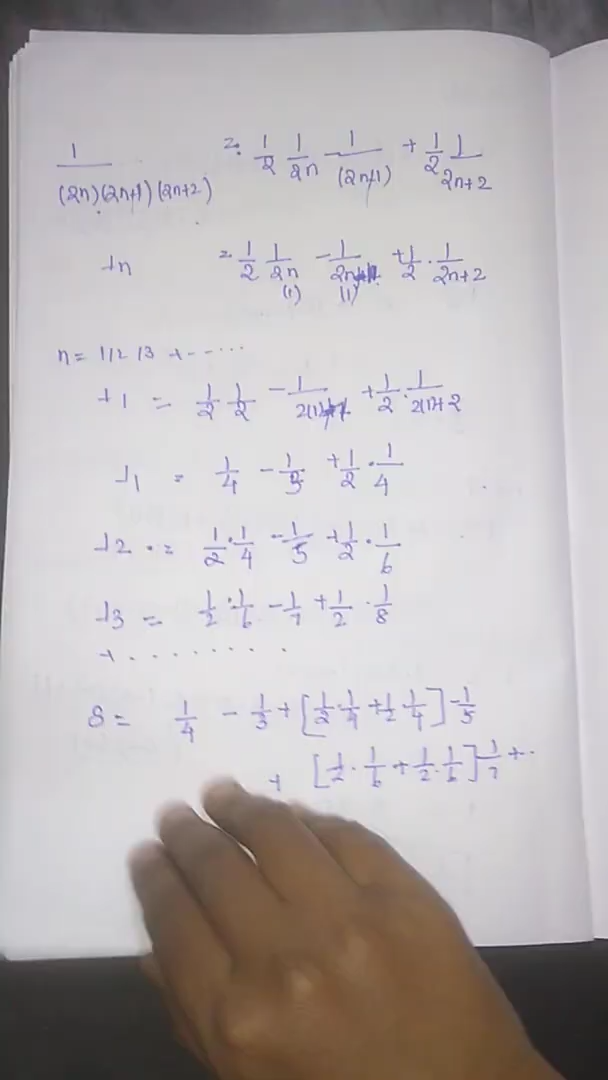 1/((2n)(2n+1)(2n+2)) = 1/2 1/2n 1/(2n+1) + 1/2 1/2n+2
tn = 1/2 1/2n - 1/2n+1 + 1/2 . 1/2n+2
(1) (1)
n = 1/2 /3 + - - ....
t1 = 1/2 1/2 - 1/2(1)+1 + 1/2 . 1/2(1)+2
t1 = 1/4 - 1/3 + 1/2 . 1/4
t2 . = 1/2 . 1/4 - 1/5 + 1/2 . 1/6
t3 = 1/2 . 1/6 - 1/7 + 1/2 . 1/8
+ . . . . . . . . .
S = 1/4 - 1/3 + [1/2 . 1/4 + 1/2 1/4] - 1/5
+ [1/2 . 1/6 + 1/2 . 1/6] - 1/7 + ..